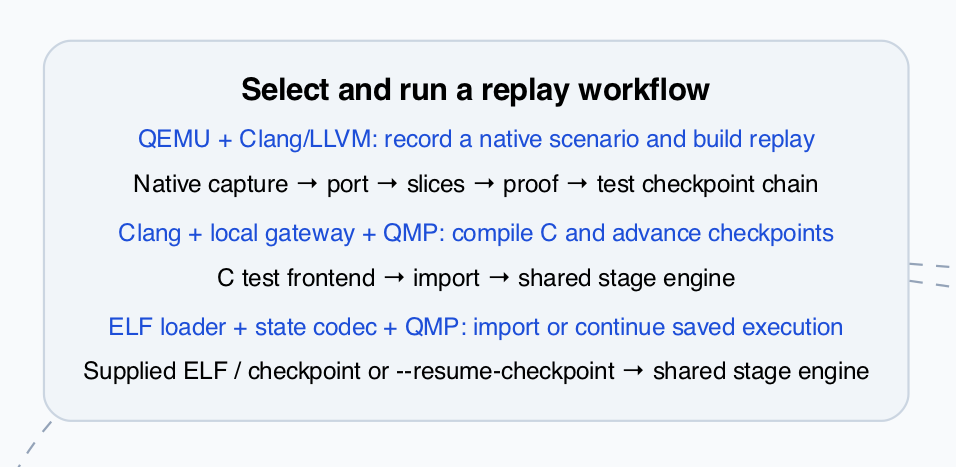 Select and run a replay workflow
QEMU + Clang/LLVM: record a native scenario and build replay
Native capture → port → slices → proof → test checkpoint chain
Clang + local gateway + QMP: compile C and advance checkpoints
C test frontend → import → shared stage engine
ELF loader + state codec + QMP: import or continue saved execution
Supplied ELF / checkpoint or --resume-checkpoint → shared stage engine